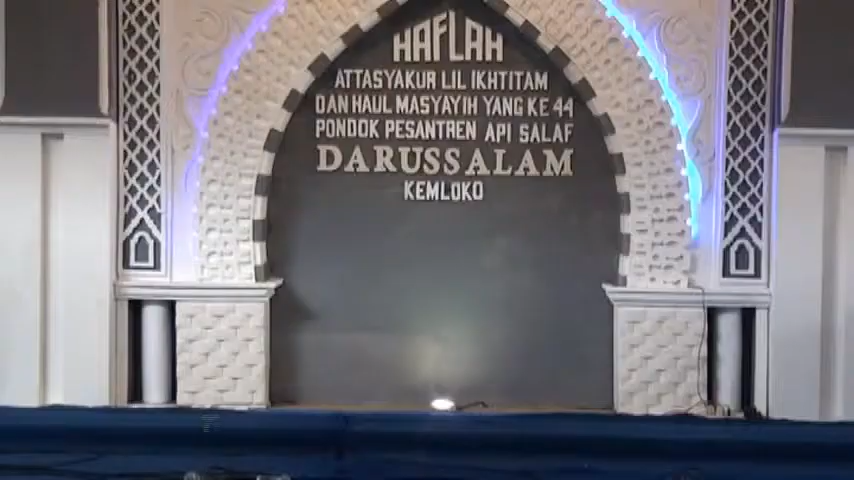 HAFLAH
ATTASYAKUR LIL IKHTITAM
DAN HAUL MASYAYIH YANG KE 44
PONDOK PESANTREN API SALAF
DARUSSALAM
KEMLOKO